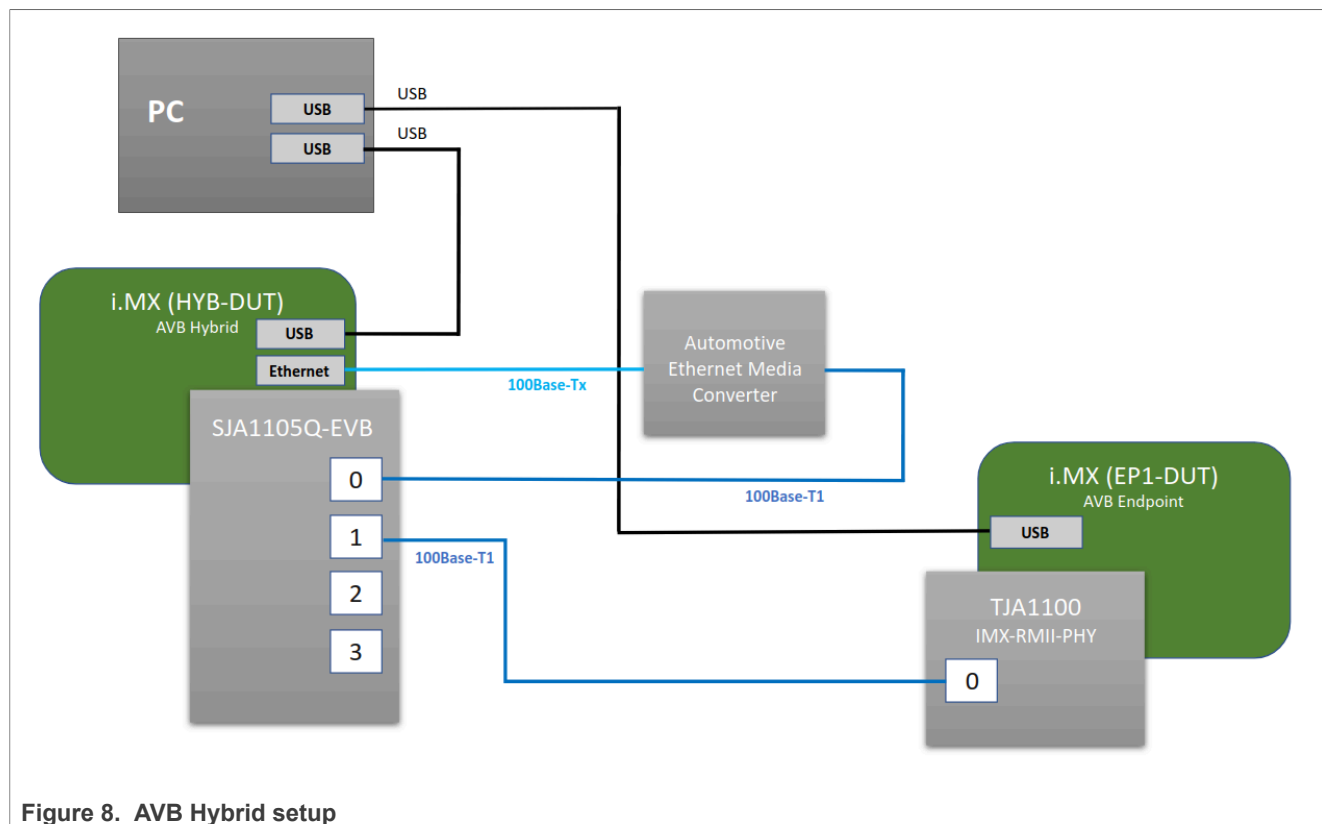 PC
USB
USB
USB
USB
i.MX (HYB-DUT)
AVB Hybrid
USB
Ethernet
100Base-Tx
Automotive
Ethernet Media
Converter
SJA1105Q-EVB
0
1
2
3
100Base-T1
100Base-T1
i.MX (EP1-DUT)
AVB Endpoint
USB
TJA1100
IMX-RMII-PHY
0
Figure 8. AVB Hybrid setup